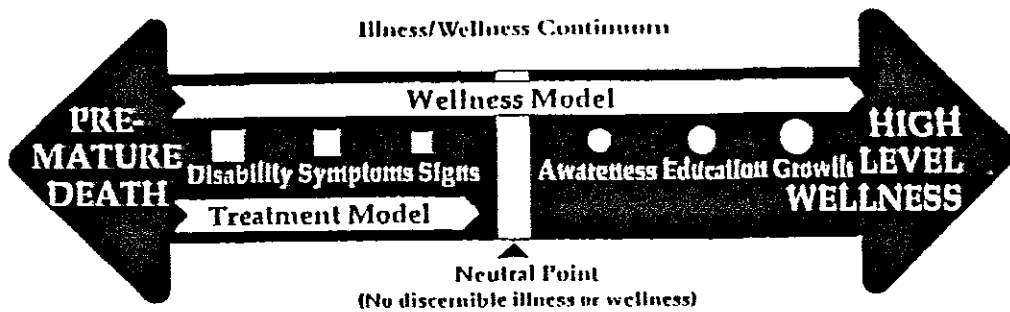 Illness/Wellness Continuum
Wellness Model
PRE-
MATURE
DEATH
Disability Symptoms Signs
Awareness Education Growth
HIGH
LEVEL
WELLNESS
Treatment Model
Neutral Point
(No discernible illness or wellness)